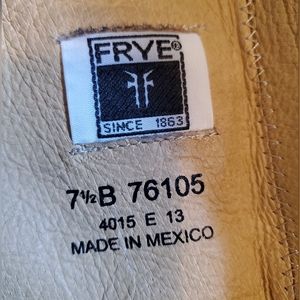 FRYE®
SINCE 1863
7½B 76105
4015 E 13
MADE IN MEXICO